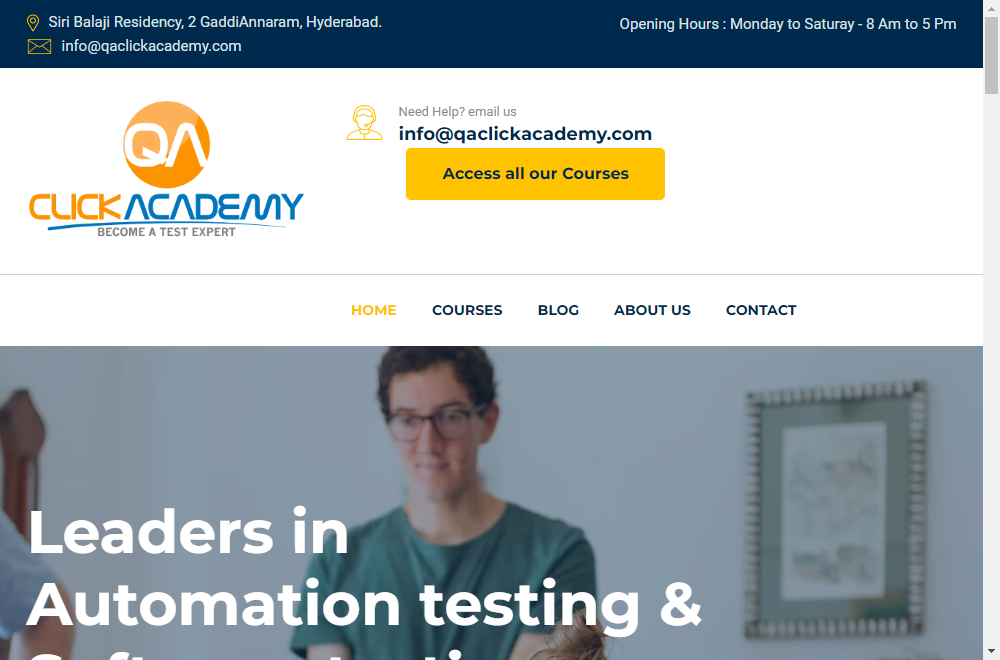 Siri Balaji Residency, 2 GaddiAnnaram, Hyderabad.
info@qaclickacademy.com
Opening Hours : Monday to Saturay - 8 Am to 5 Pm
QA
CLICKACADEMY
BECOME A TEST EXPERT
Need Help? email us
info@qaclickacademy.com
Access all our Courses
HOME COURSES BLOG ABOUT US CONTACT
Leaders in
Automation testing &